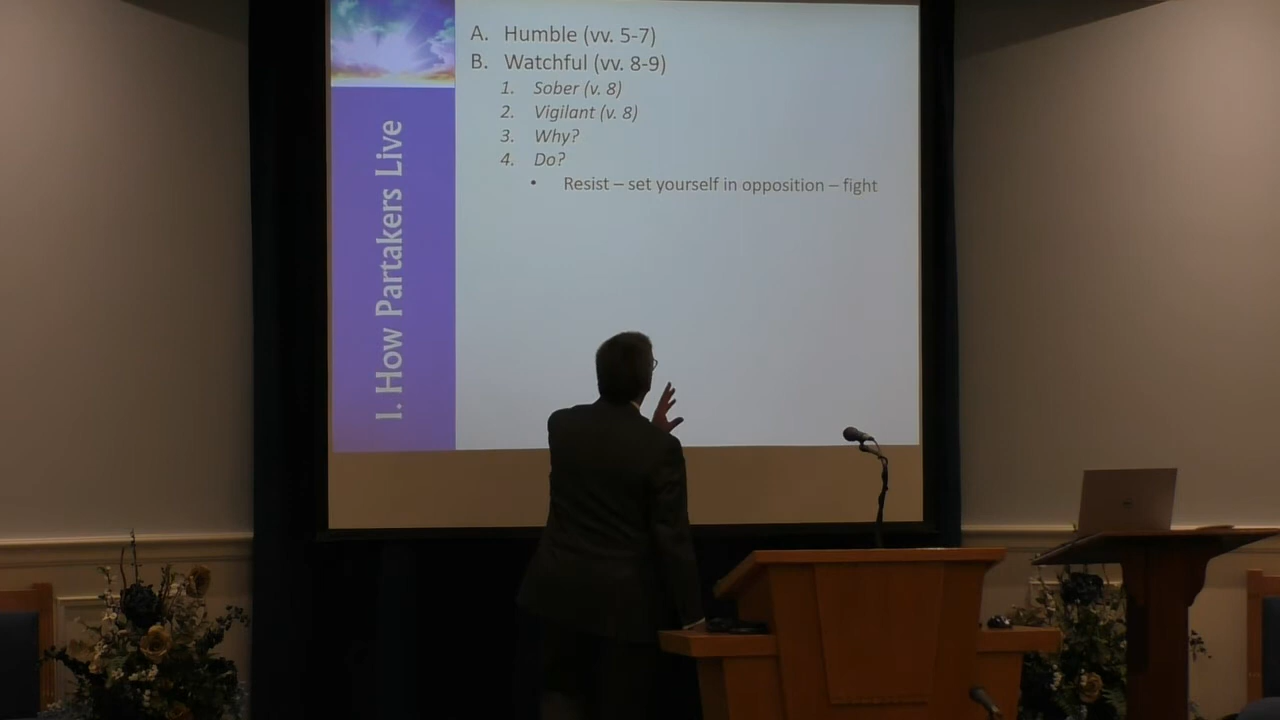 I. How Partakers Live
A. Humble (vv. 5-7)
B. Watchful (vv. 8-9)
1. Sober (v. 8)
2. Vigilant (v. 8)
3. Why?
4. Do?
• Resist – set yourself in opposition – fight